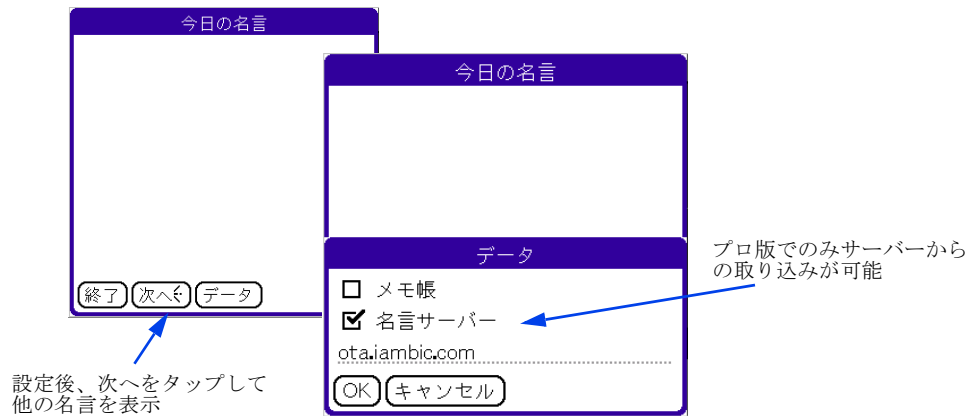 今日の名言
終了 次へ データ
設定後、次へをタップして
他の名言を表示
今日の名言
データ
メモ帳
名言サーバー
ota.iambic.com
OK キャンセル
プロ版でのみサーバーから
の取り込みが可能